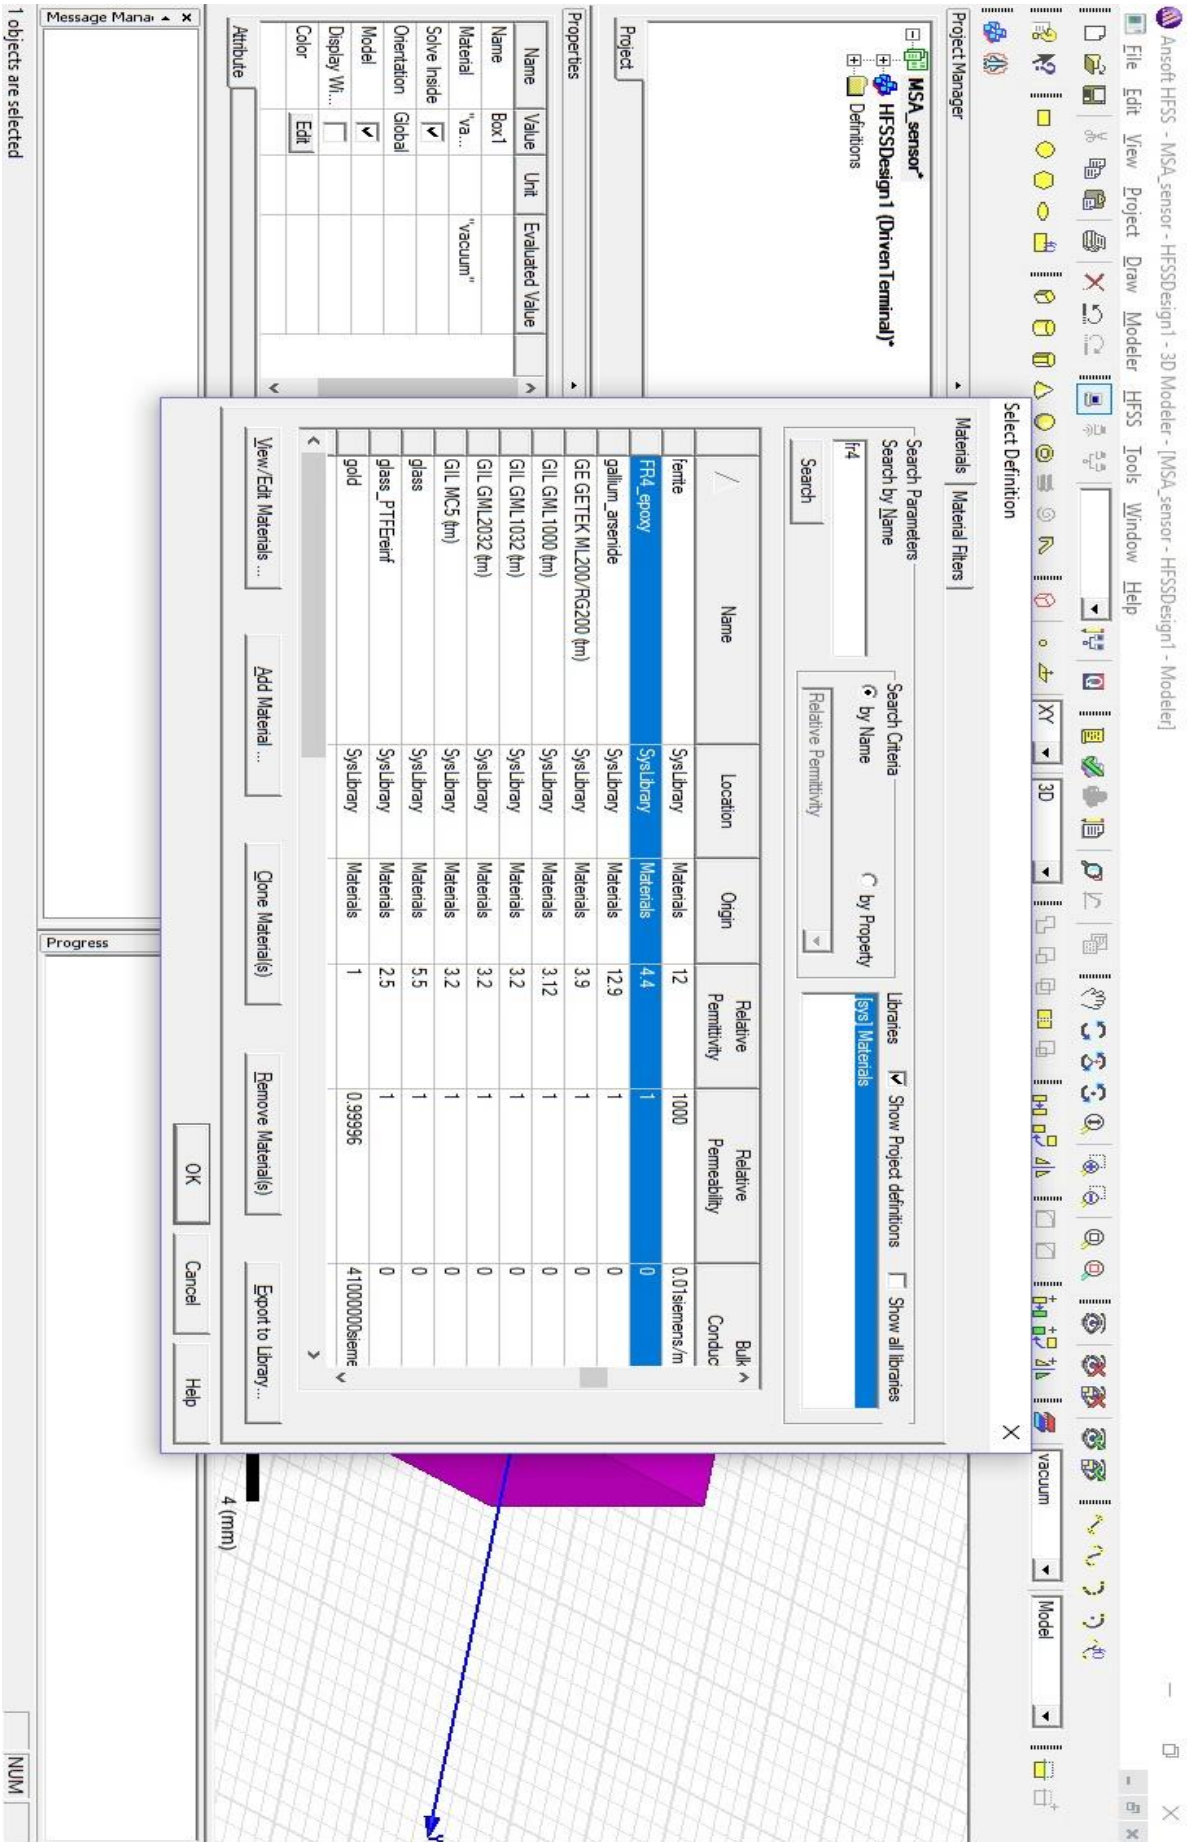 Ansoft HFSS - MSA_sensor - HFSSDesign1 - 3D Modeler - [MSA_sensor - HFSSDesign1 - Modeler]
File Edit View Project Draw Modeler HFSS Tools Window Help
XY 3D vacuum Model
Project Manager
MSA_sensor*
HFSSDesign1 (DrivenTerminal)*
Definitions
Project
Properties
Name Value Unit Evaluated Value
Name Box1
Material "va... "vacuum"
Solve Inside
Orientation Global
Model
Display Wi...
Color Edit
Attribute
Select Definition
Materials Material Filters
Search Parameters
Search by Name
fr4
Search
Search Criteria
by Name by Property
Relative Permittivity
Libraries Show Project definitions Show all libraries
[sys] Materials
/ Name Location Origin Relative Permittivity Relative Permeability Bulk Conduc
ferrite SysLibrary Materials 12 1000 0.01siemens/m
FR4_epoxy SysLibrary Materials 4.4 1 0
gallium_arsenide SysLibrary Materials 12.9 1 0
GE GETEK ML200/RG200 (tm) SysLibrary Materials 3.9 1 0
GIL GML1000 (tm) SysLibrary Materials 3.12 1 0
GIL GML1032 (tm) SysLibrary Materials 3.2 1 0
GIL GML2032 (tm) SysLibrary Materials 3.2 1 0
GIL MC5 (tm) SysLibrary Materials 3.2 1 0
glass SysLibrary Materials 5.5 1 0
glass_PTFEreinf SysLibrary Materials 2.5 1 0
gold SysLibrary Materials 1 0.99996 41000000sieme
View/Edit Materials ... Add Material ... Clone Material(s) Remove Material(s) Export to Library...
OK Cancel Help
4 (mm)
Message Mana
Progress
1 objects are selected
NUM